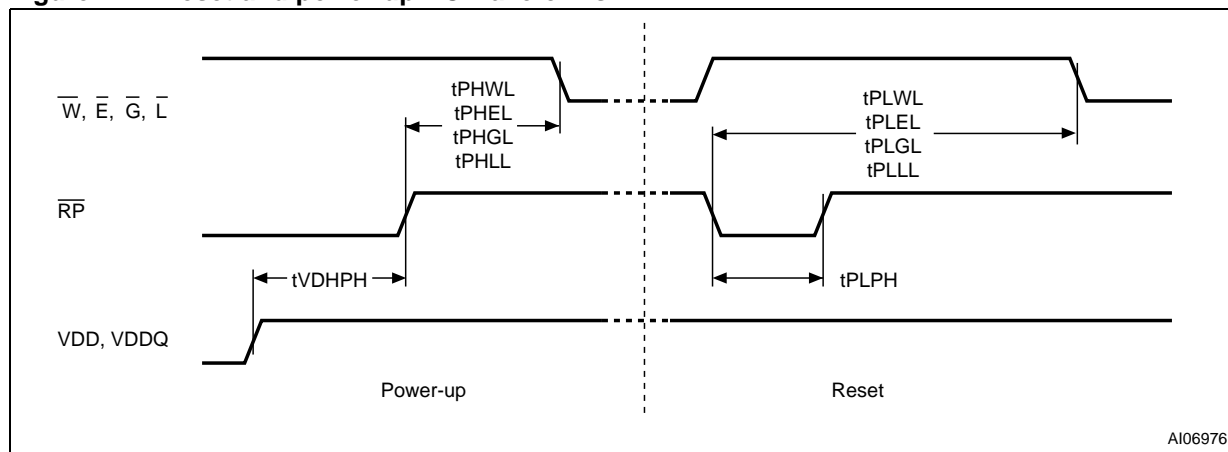 W, E, G, L
tPHWL
tPHEL
tPHGL
tPHLL
tPLWL
tPLEL
tPLGL
tPLLL
RP
tVDHPH
tPLPH
VDD, VDDQ
Power-up
Reset
AI06976